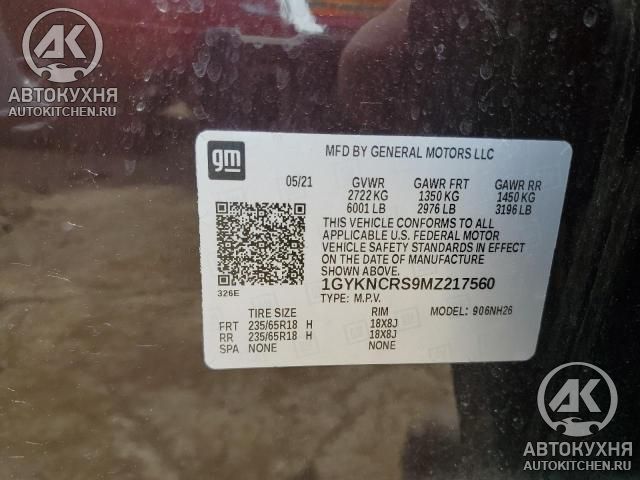 AK
АВТОКУХНЯ
AUTOKITCHEN.RU
gm
MFD BY GENERAL MOTORS LLC
05/21 GVWR GAWR FRT GAWR RR
2722 KG 1350 KG 1450 KG
6001 LB 2976 LB 3196 LB
THIS VEHICLE CONFORMS TO ALL
APPLICABLE U.S. FEDERAL MOTOR
VEHICLE SAFETY STANDARDS IN EFFECT
ON THE DATE OF MANUFACTURE
SHOWN ABOVE.
326E 1GYKNCRS9MZ217560
TYPE: M.P.V. MODEL: 906NH26
TIRE SIZE RIM
FRT 235/65R18 H 18X8J
RR 235/65R18 H 18X8J
SPA NONE NONE
AK
АВТОКУХНЯ
AUTOKITCHEN.RU